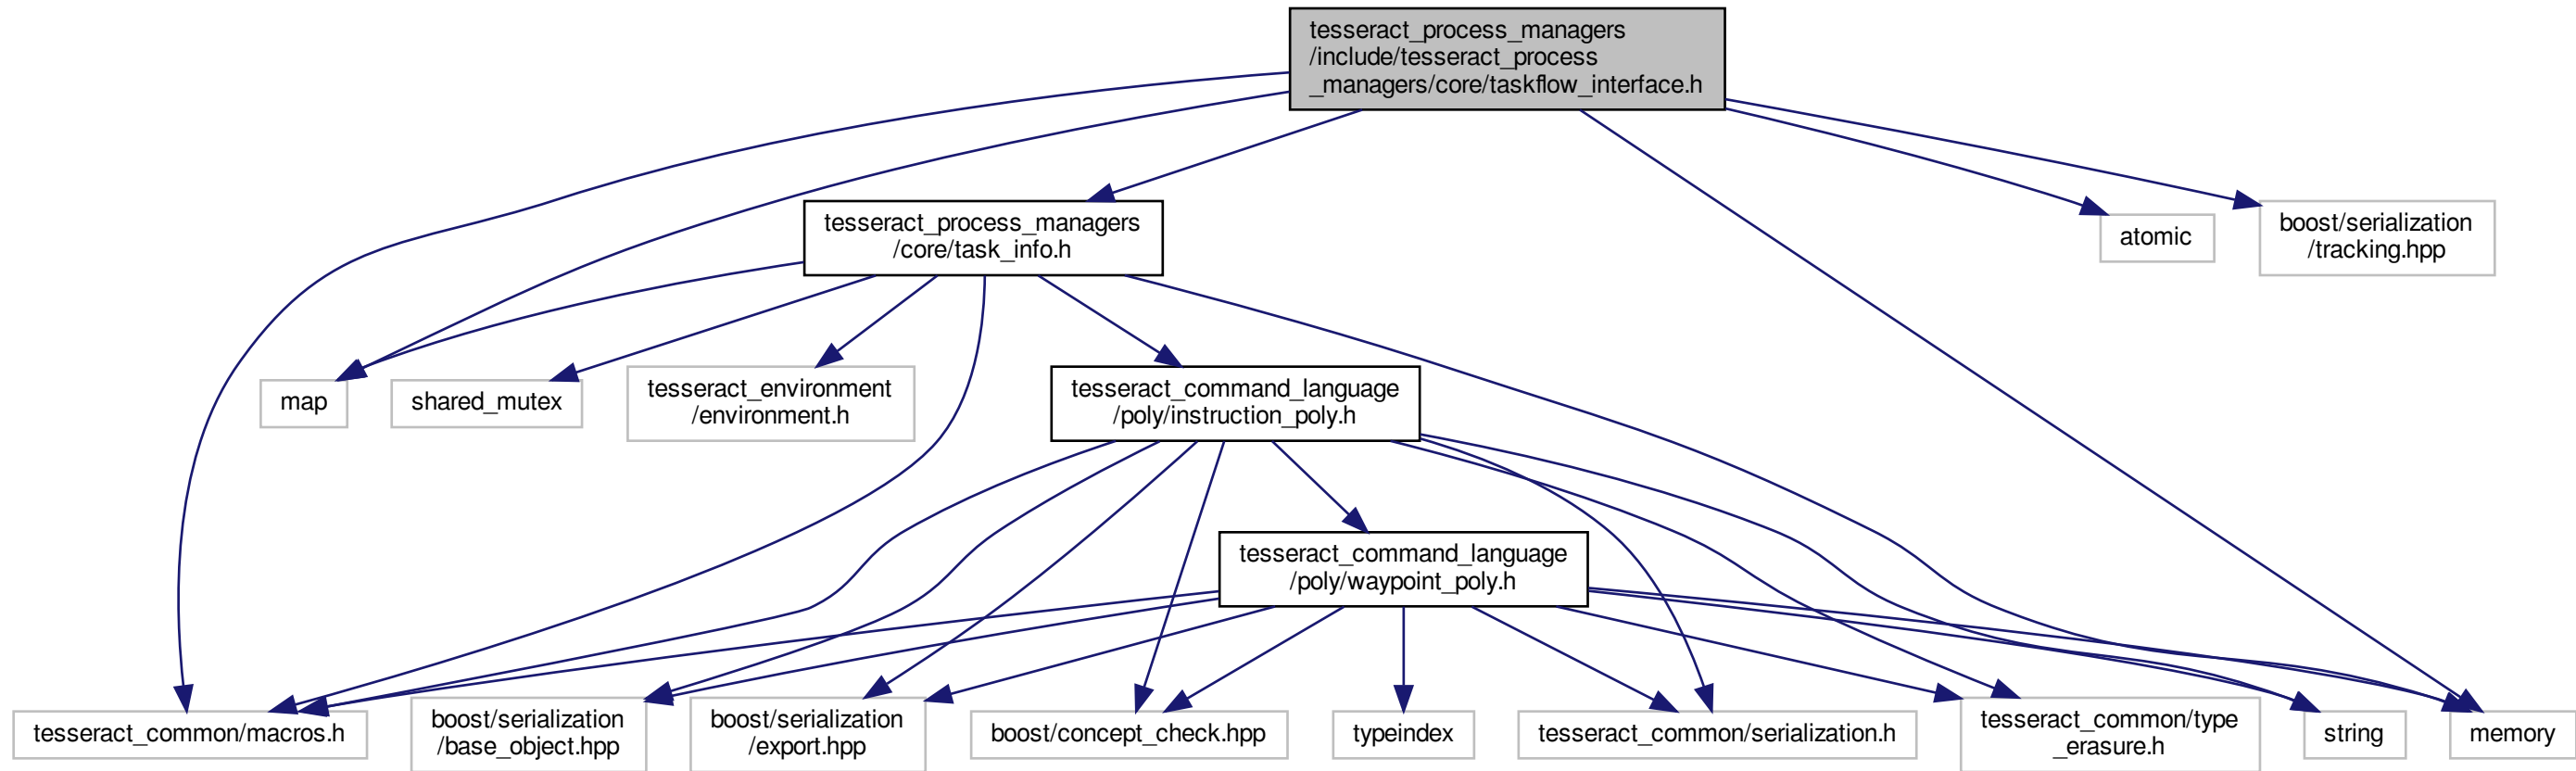 tesseract_process_managers
/include/tesseract_process
_managers/core/taskflow_interface.h
tesseract_process_managers
/core/task_info.h
atomic
boost/serialization
/tracking.hpp
map
shared_mutex
tesseract_environment
/environment.h
tesseract_command_language
/poly/instruction_poly.h
tesseract_command_language
/poly/waypoint_poly.h
tesseract_common/macros.h
boost/serialization
/base_object.hpp
boost/serialization
/export.hpp
boost/concept_check.hpp
typeindex
tesseract_common/serialization.h
tesseract_common/type
_erasure.h
string
memory